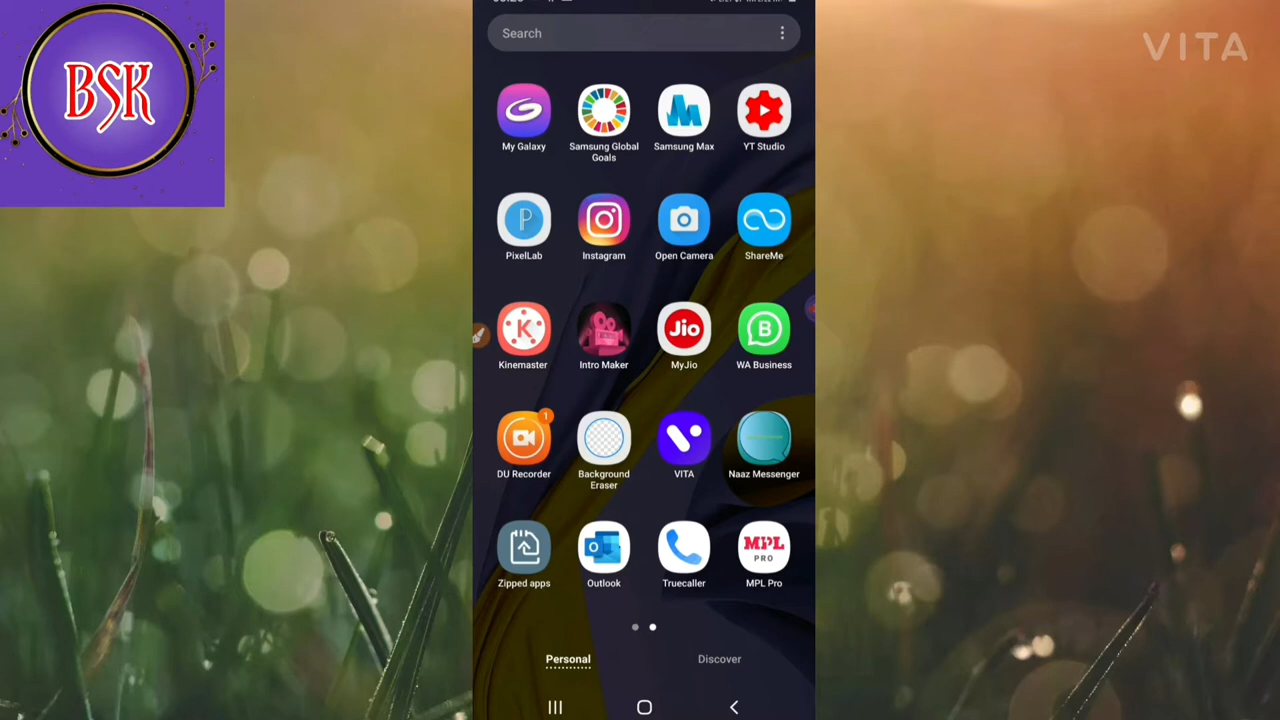 BSK
VITA
Search
My Galaxy
Samsung Global
Goals
Samsung Max
YT Studio
P
PixelLab
Instagram
Open Camera
ShareMe
K
Kinemaster
Intro Maker
Jio
MyJio
B
WA Business
1
DU Recorder
Background
Eraser
VITA
Naaz Messenger
Zipped apps
O
Outlook
Truecaller
MPL
PRO
MPL Pro
Personal
Discover